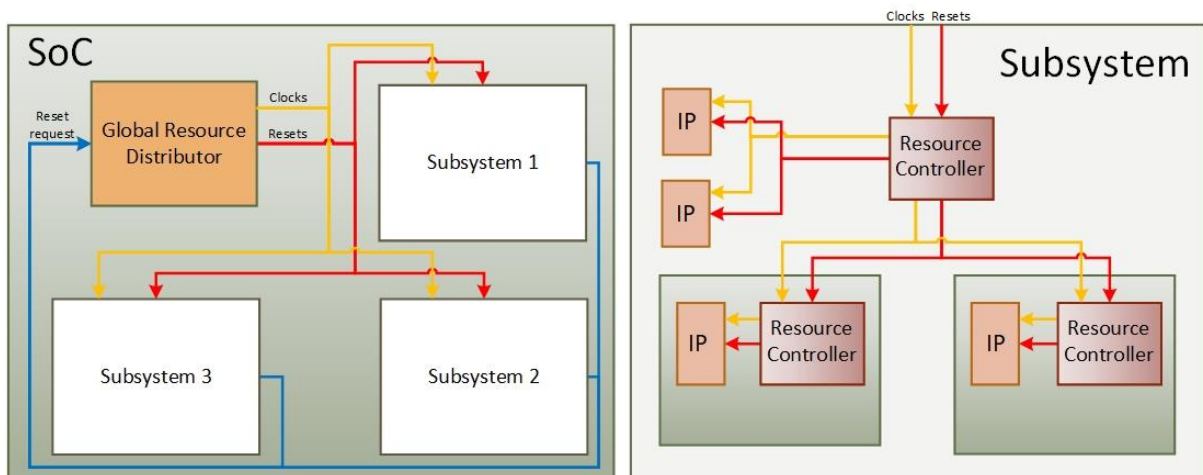 SoC
Reset
request
Global Resource
Distributor
Clocks
Resets
Subsystem 1
Subsystem 3
Subsystem 2
Clocks Resets
Subsystem
IP
IP
Resource
Controller
IP
Resource
Controller
IP
Resource
Controller